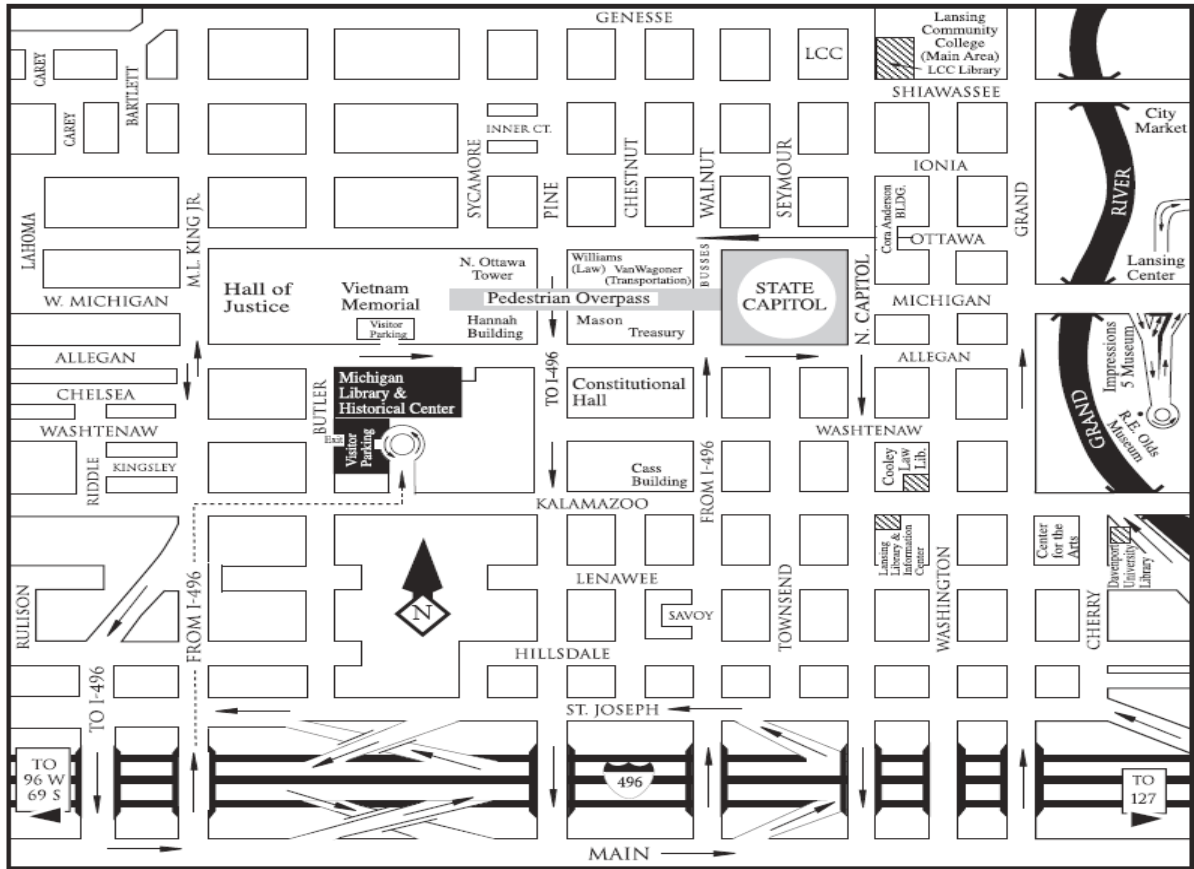 GENESSE
Lansing
Community
College
(Main Area)
LCC Library
LCC
CAREY
BARTLETT
SHIAWASSEE
City
Market
CAREY
INNER CT.
IONIA
SYCAMORE
PINE
CHESTNUT
WALNUT
SEYMOUR
Cora Anderson
BLDG.
GRAND
RIVER
LAHOMA
M.L. KING JR.
OTTAWA
Lansing
Center
N. Ottawa
Tower
Williams
(Law)
VanWagoner
(Transportation)
BUSSES
W. MICHIGAN
Hall of
Justice
Vietnam
Memorial
Pedestrian Overpass
STATE
CAPITOL
N. CAPITOL
MICHIGAN
Visitor
Parking
Hannah
Building
Mason
Treasury
ALLEGAN
ALLEGAN
Impressions
5 Museum
CHELSEA
BUTLER
Michigan
Library &
Historical Center
TO I-496
Constitutional
Hall
GRAND
R.E. Olds
Museum
WASHTENAW
WASHTENAW
Exit
Visitor
Parking
RIDDLE
KINGSLEY
Cass
Building
Cooley
Law
Lib.
FROM I-496
KALAMAZOO
Lansing
Library &
Information
Center
Center
for the
Arts
Davenport
University
Library
RULISON
FROM I-496
N
LENAWEE
SAVOY
TOWNSEND
WASHINGTON
CHERRY
HILLSDALE
TO I-496
ST. JOSEPH
TO
96 W
69 S
496
TO
127
MAIN